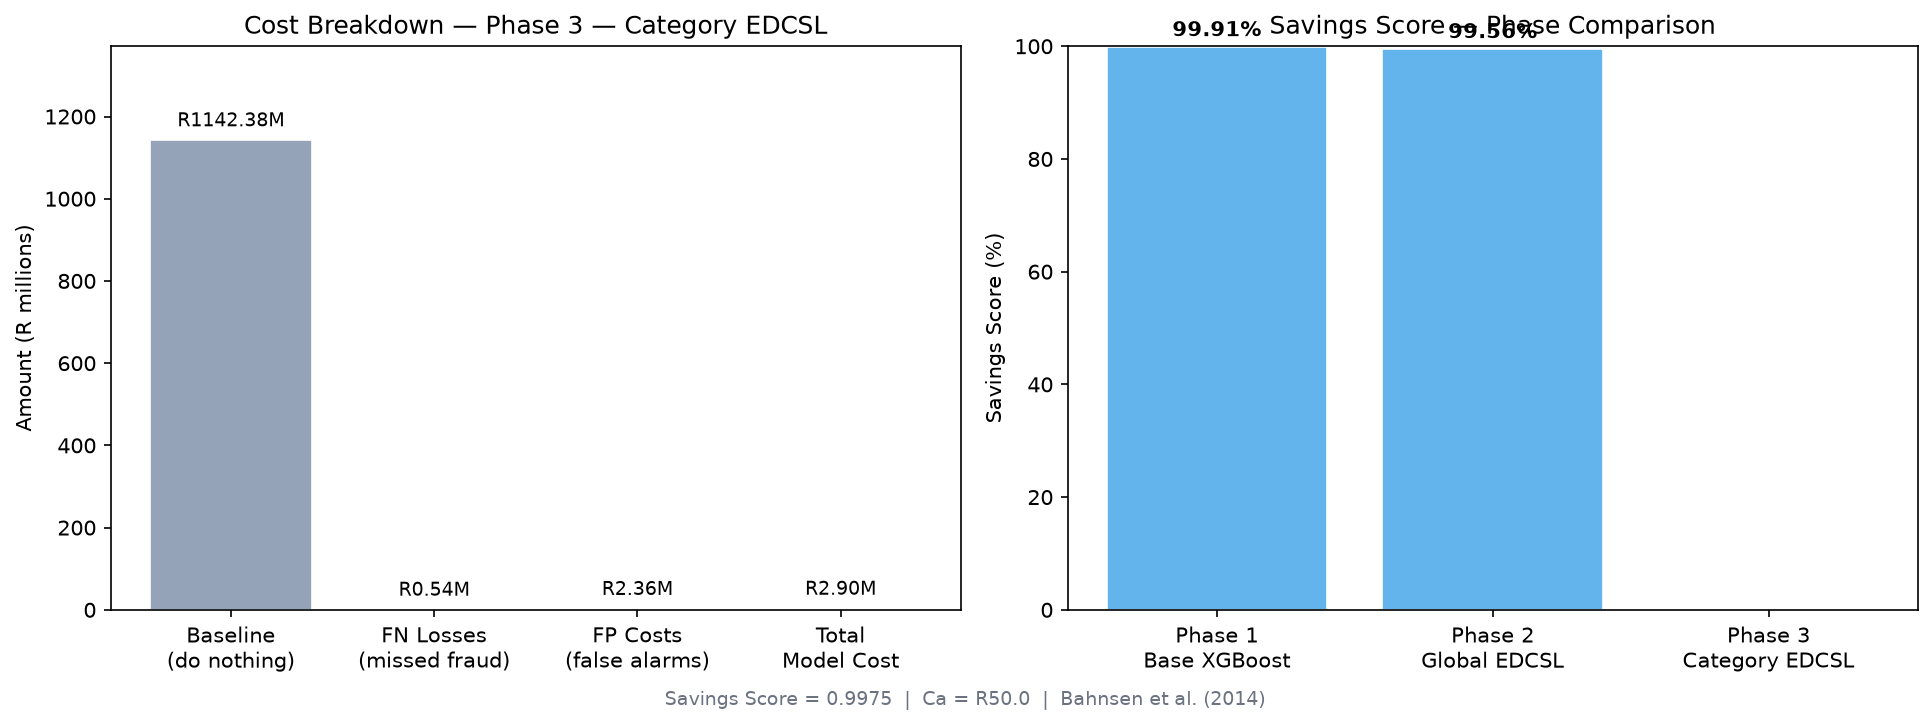 Cost Breakdown — Phase 3 — Category EDCSL
Amount (R millions)
1200
1000
800
600
400
200
0
R1142.38M
R0.54M
R2.36M
R2.90M
Baseline
(do nothing)
FN Losses
(missed fraud)
FP Costs
(false alarms)
Total
Model Cost
Savings Score — Phase Comparison
99.91%
99.56%
Savings Score (%)
100
80
60
40
20
0
Phase 1
Base XGBoost
Phase 2
Global EDCSL
Phase 3
Category EDCSL
Savings Score = 0.9975 | Ca = R50.0 | Bahnsen et al. (2014)